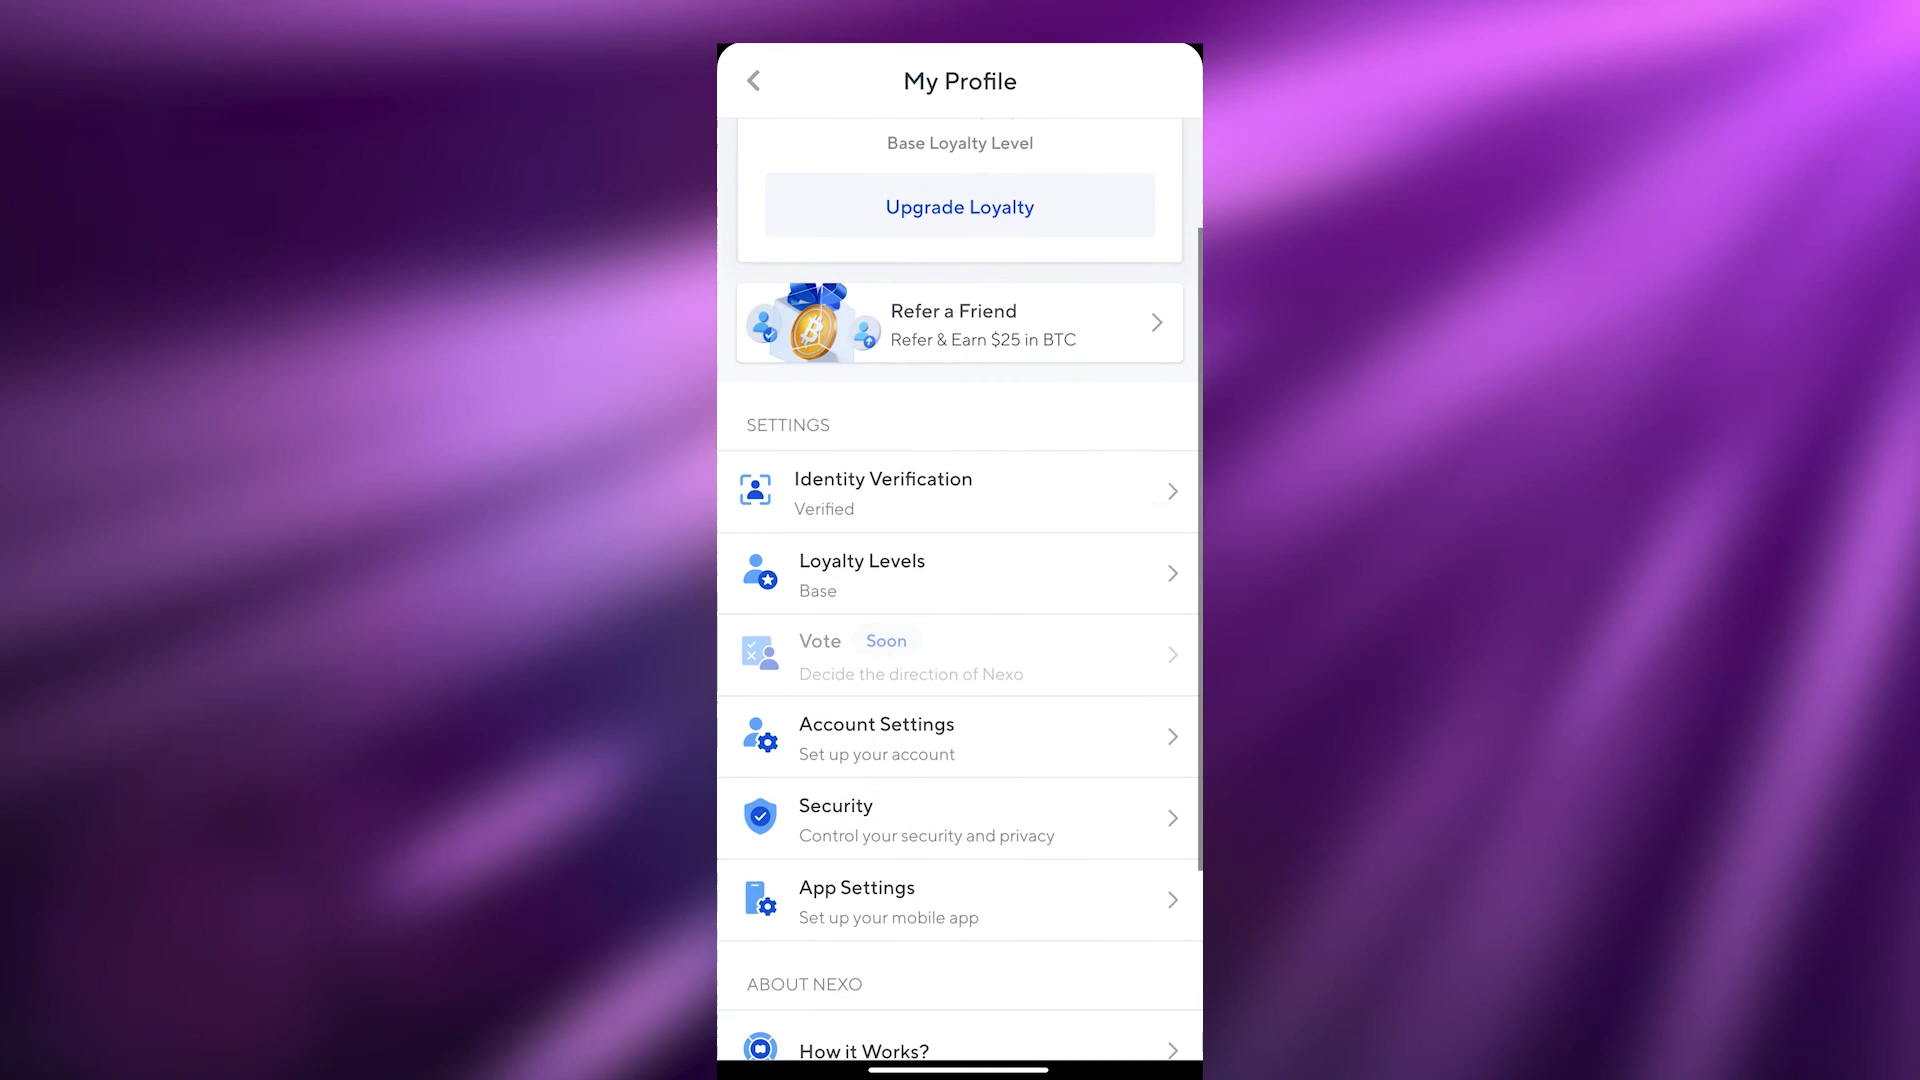 My Profile
Base Loyalty Level
Upgrade Loyalty
Refer a Friend
Refer & Earn $25 in BTC
SETTINGS
Identity Verification
Verified
Loyalty Levels
Base
Vote Soon
Decide the direction of Nexo
Account Settings
Set up your account
Security
Control your security and privacy
App Settings
Set up your mobile app
ABOUT NEXO
How it Works?